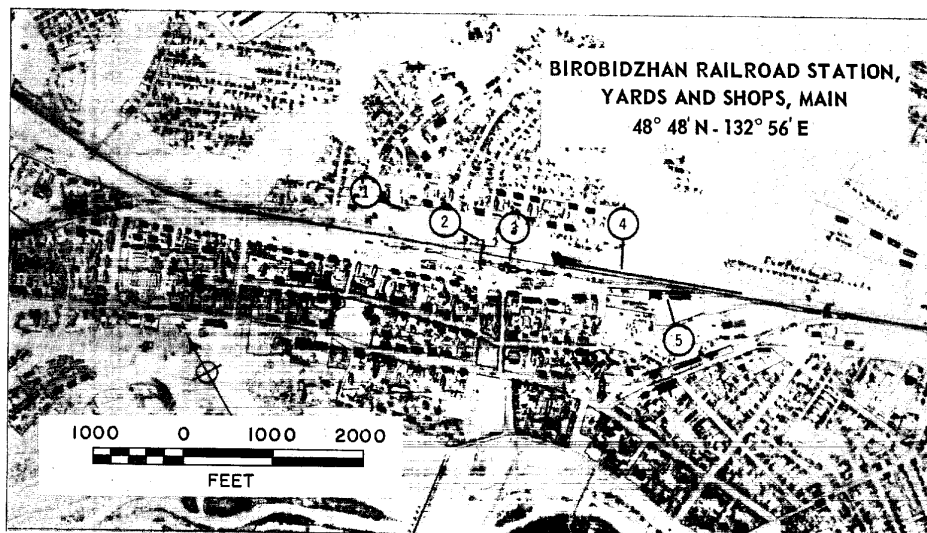 BIROBIDZHAN RAILROAD STATION,
YARDS AND SHOPS, MAIN
48° 48' N - 132° 56' E
1
2
3
4
5
1000 0 1000 2000
FEET